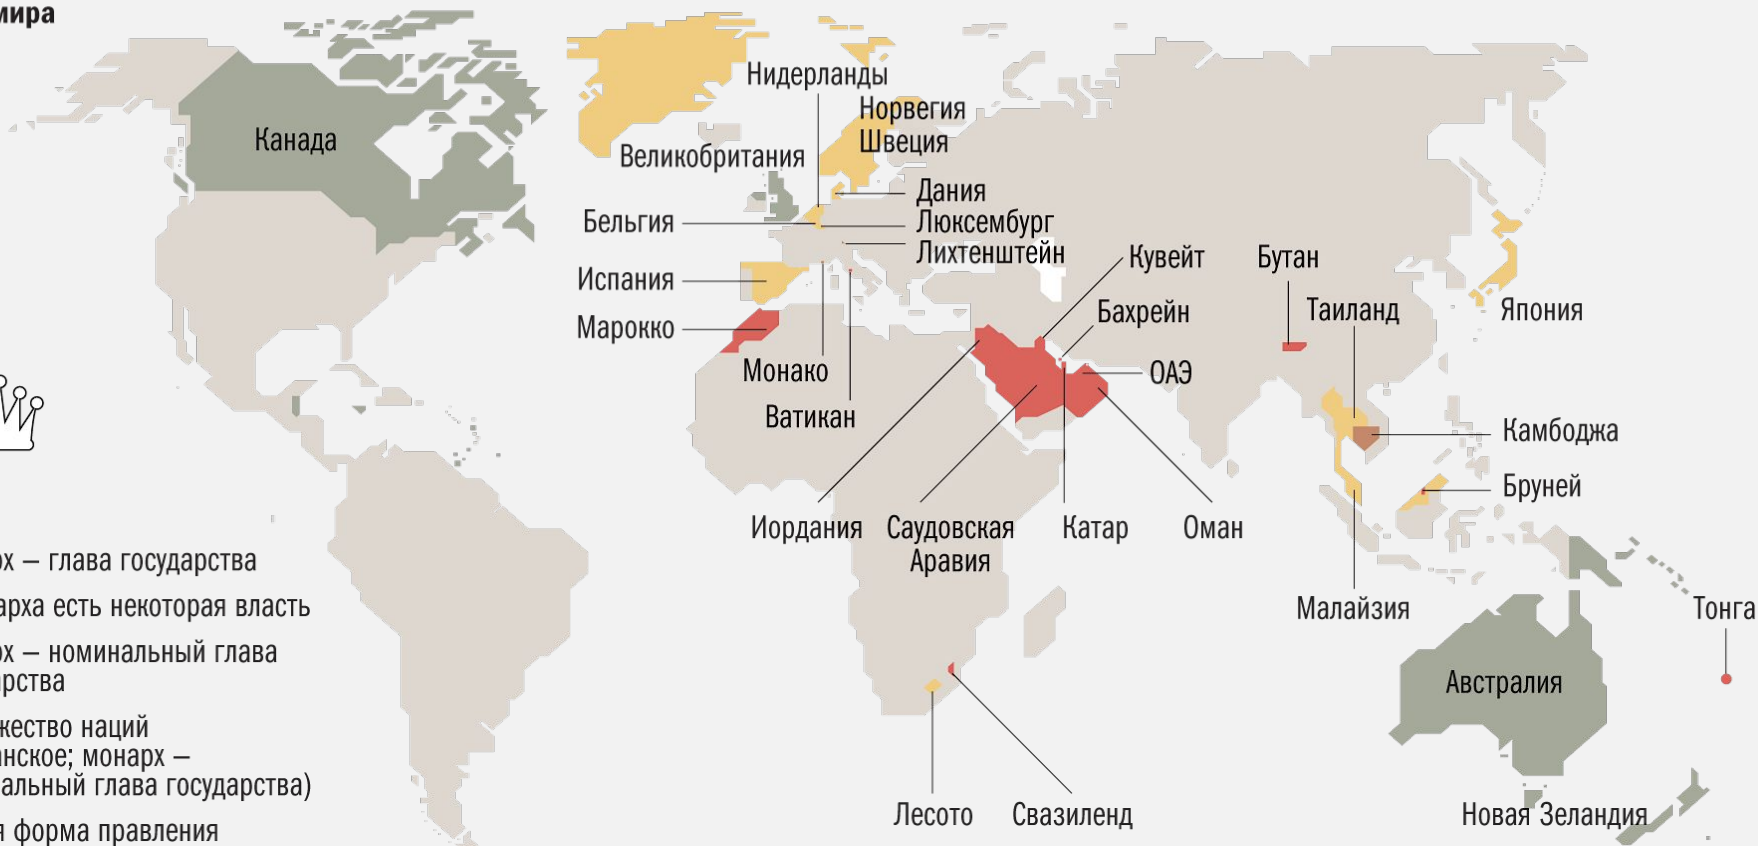 мира
Нидерланды
Норвегия
Швеция
Канада
Великобритания
Дания
Бельгия
Люксембург
Лихтенштейн
Кувейт
Бутан
Испания
Бахрейн
Таиланд
Япония
Марокко
Монако
ОАЭ
Ватикан
Камбоджа
Бруней
Иордания
Саудовская
Аравия
Катар
Оман
рх – глава государства
арха есть некоторая власть
Малайзия
Тонга
рх – номинальный глава
арства
Австралия
жество наций
анское; монарх –
альный глава государства)
Лесото
Свазиленд
Новая Зеландия
я форма правления